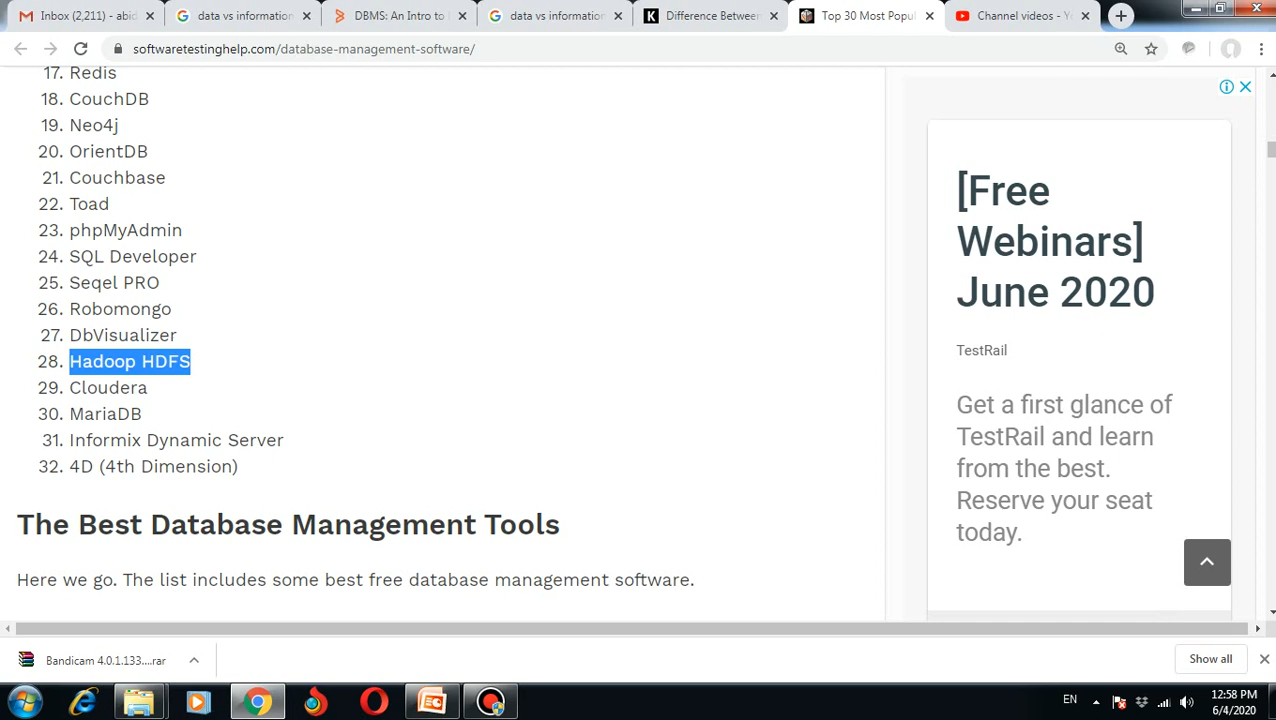 Inbox (2,211) - abid
data vs information
DBMS: An Intro to
Difference Between
Top 30 Most Popul
Channel videos - Yo
softwaretestinghelp.com/database-management-software/
17. Redis
18. CouchDB
19. Neo4j
20. OrientDB
21. Couchbase
22. Toad
23. phpMyAdmin
24. SQL Developer
25. Seqel PRO
26. Robomongo
27. DbVisualizer
28. Hadoop HDFS
29. Cloudera
30. MariaDB
31. Informix Dynamic Server
32. 4D (4th Dimension)
The Best Database Management Tools
Here we go. The list includes some best free database management software.
[Free
Webinars]
June 2020
TestRail
Get a first glance of
TestRail and learn
from the best.
Reserve your seat
today.
Bandicam 4.0.1.133....rar
Show all
EN
12:58 PM
6/4/2020